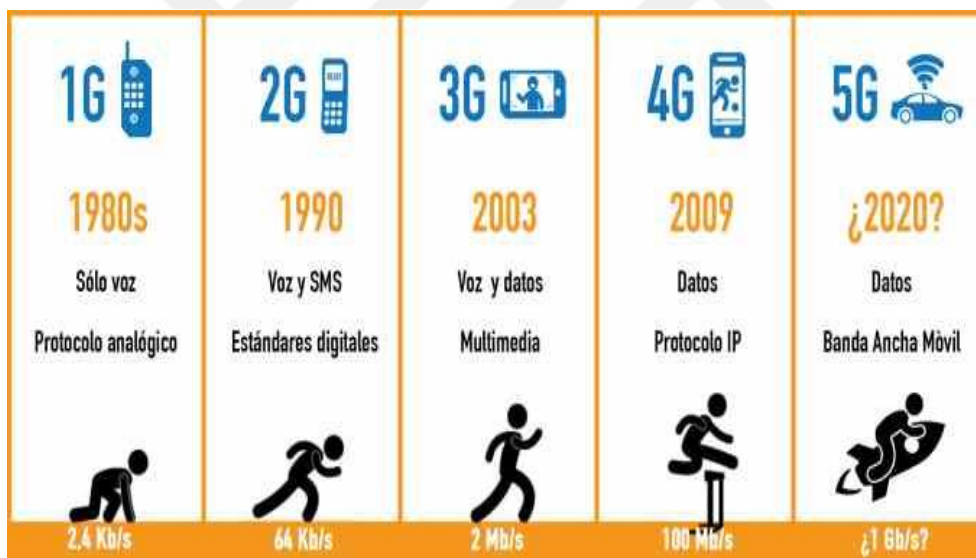 1G
1980s
Sólo voz
Protocolo analógico
2,4 Kb/s
2G
1990
Voz y SMS
Estándares digitales
64 Kb/s
3G
2003
Voz y datos
Multimedia
2 Mb/s
4G
2009
Datos
Protocolo IP
100 Mb/s
5G
¿2020?
Datos
Banda Ancha Mòvil
¿1 Gb/s?